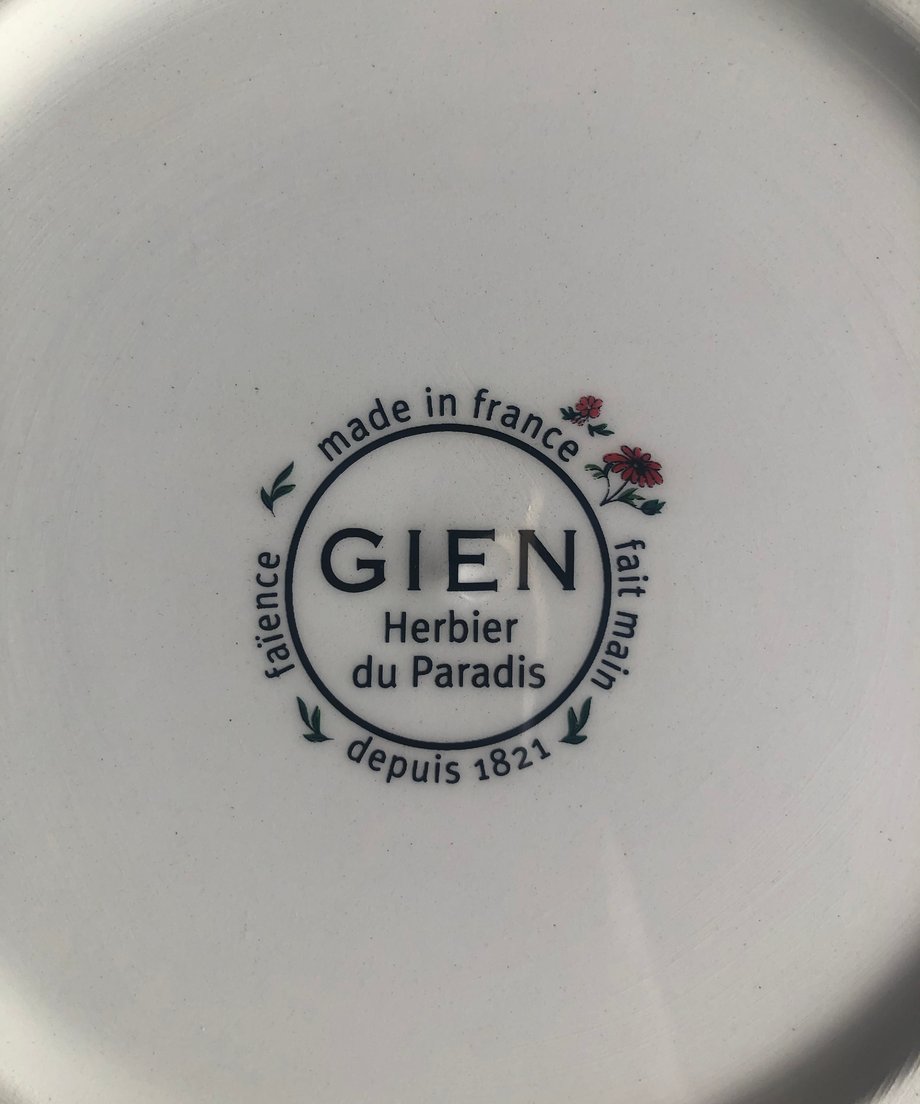 made in france
GIEN
Herbier
du Paradis
fait main
depuis 1821
faïence